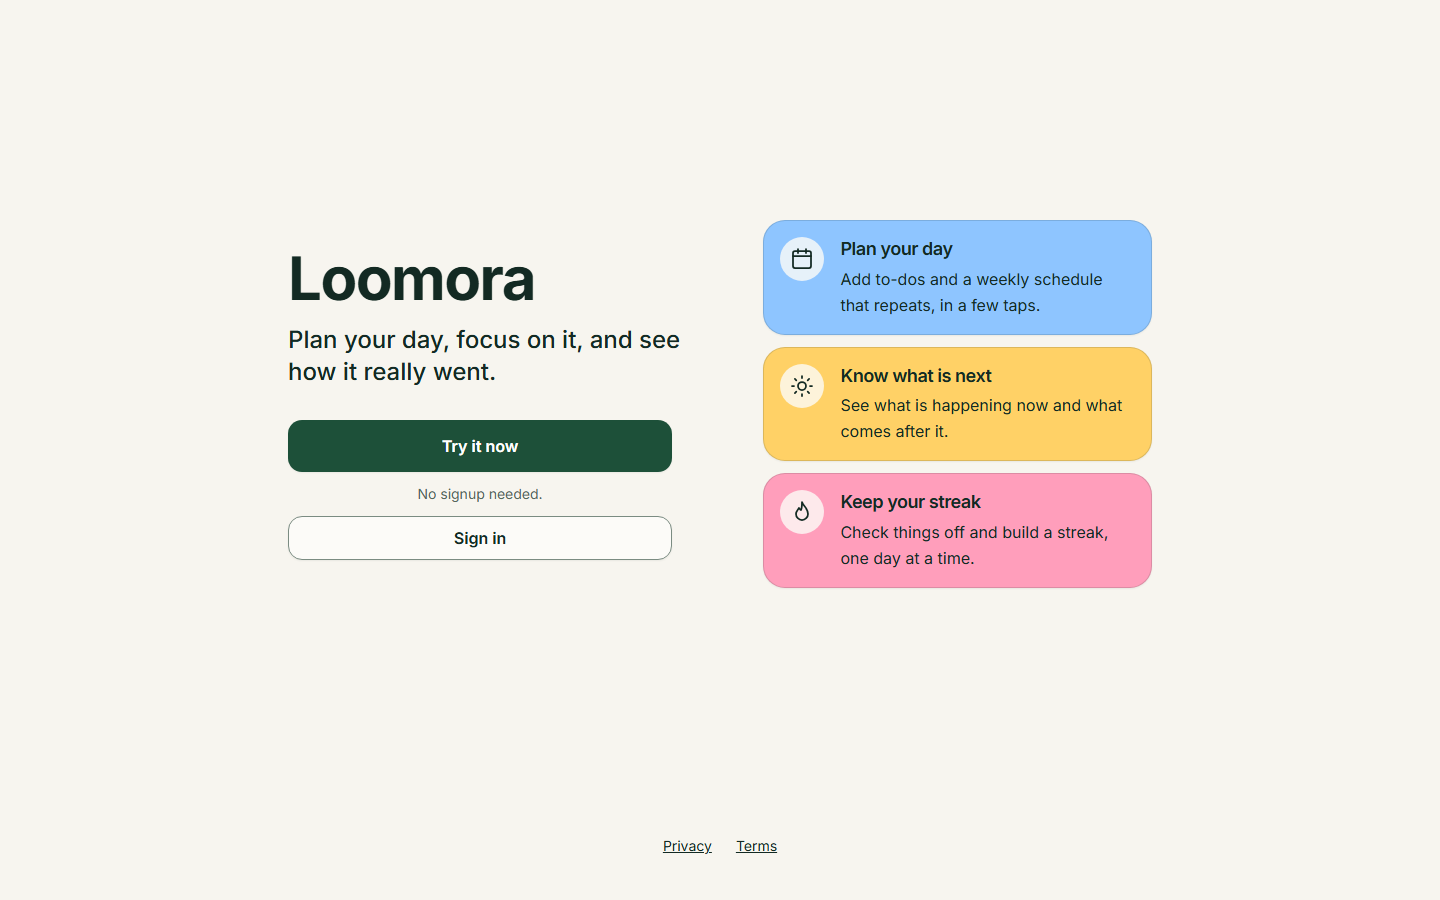 Loomora
Plan your day, focus on it, and see
how it really went.
Try it now
No signup needed.
Sign in
Plan your day
Add to-dos and a weekly schedule
that repeats, in a few taps.
Know what is next
See what is happening now and what
comes after it.
Keep your streak
Check things off and build a streak,
one day at a time.
Privacy
Terms